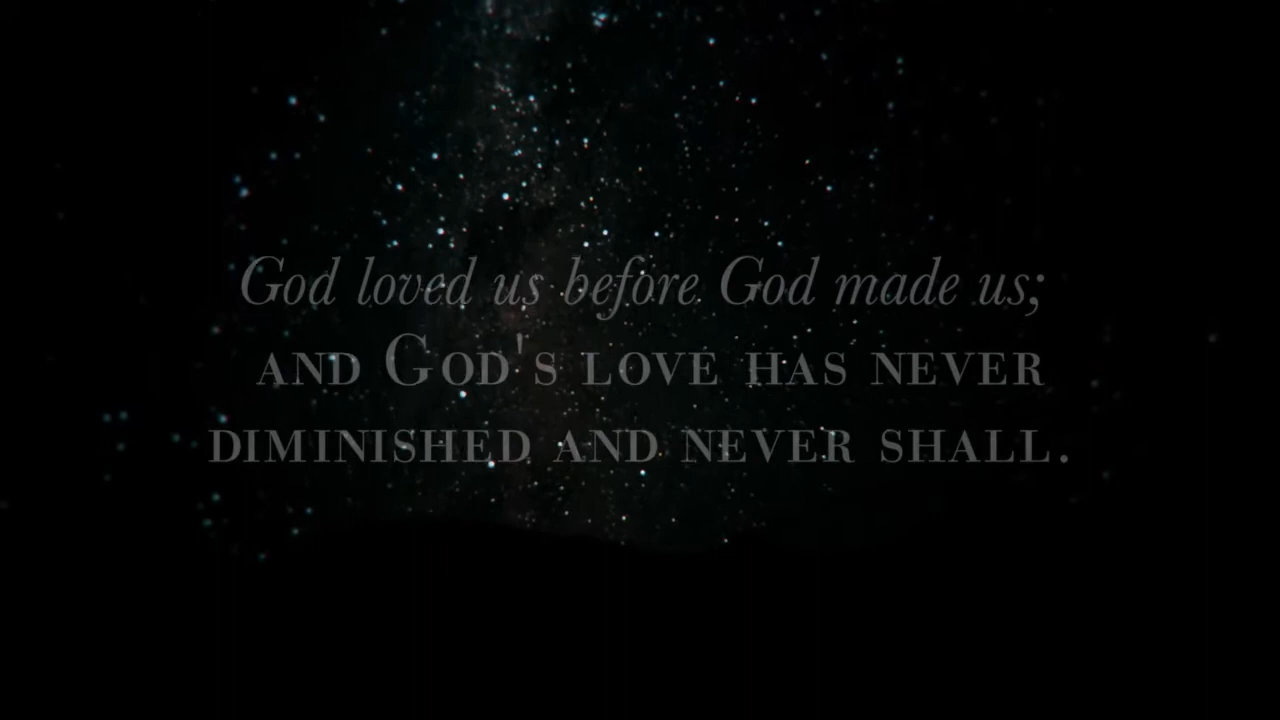 God loved us before God made us;
AND GOD'S LOVE HAS NEVER
DIMINISHED AND NEVER SHALL.